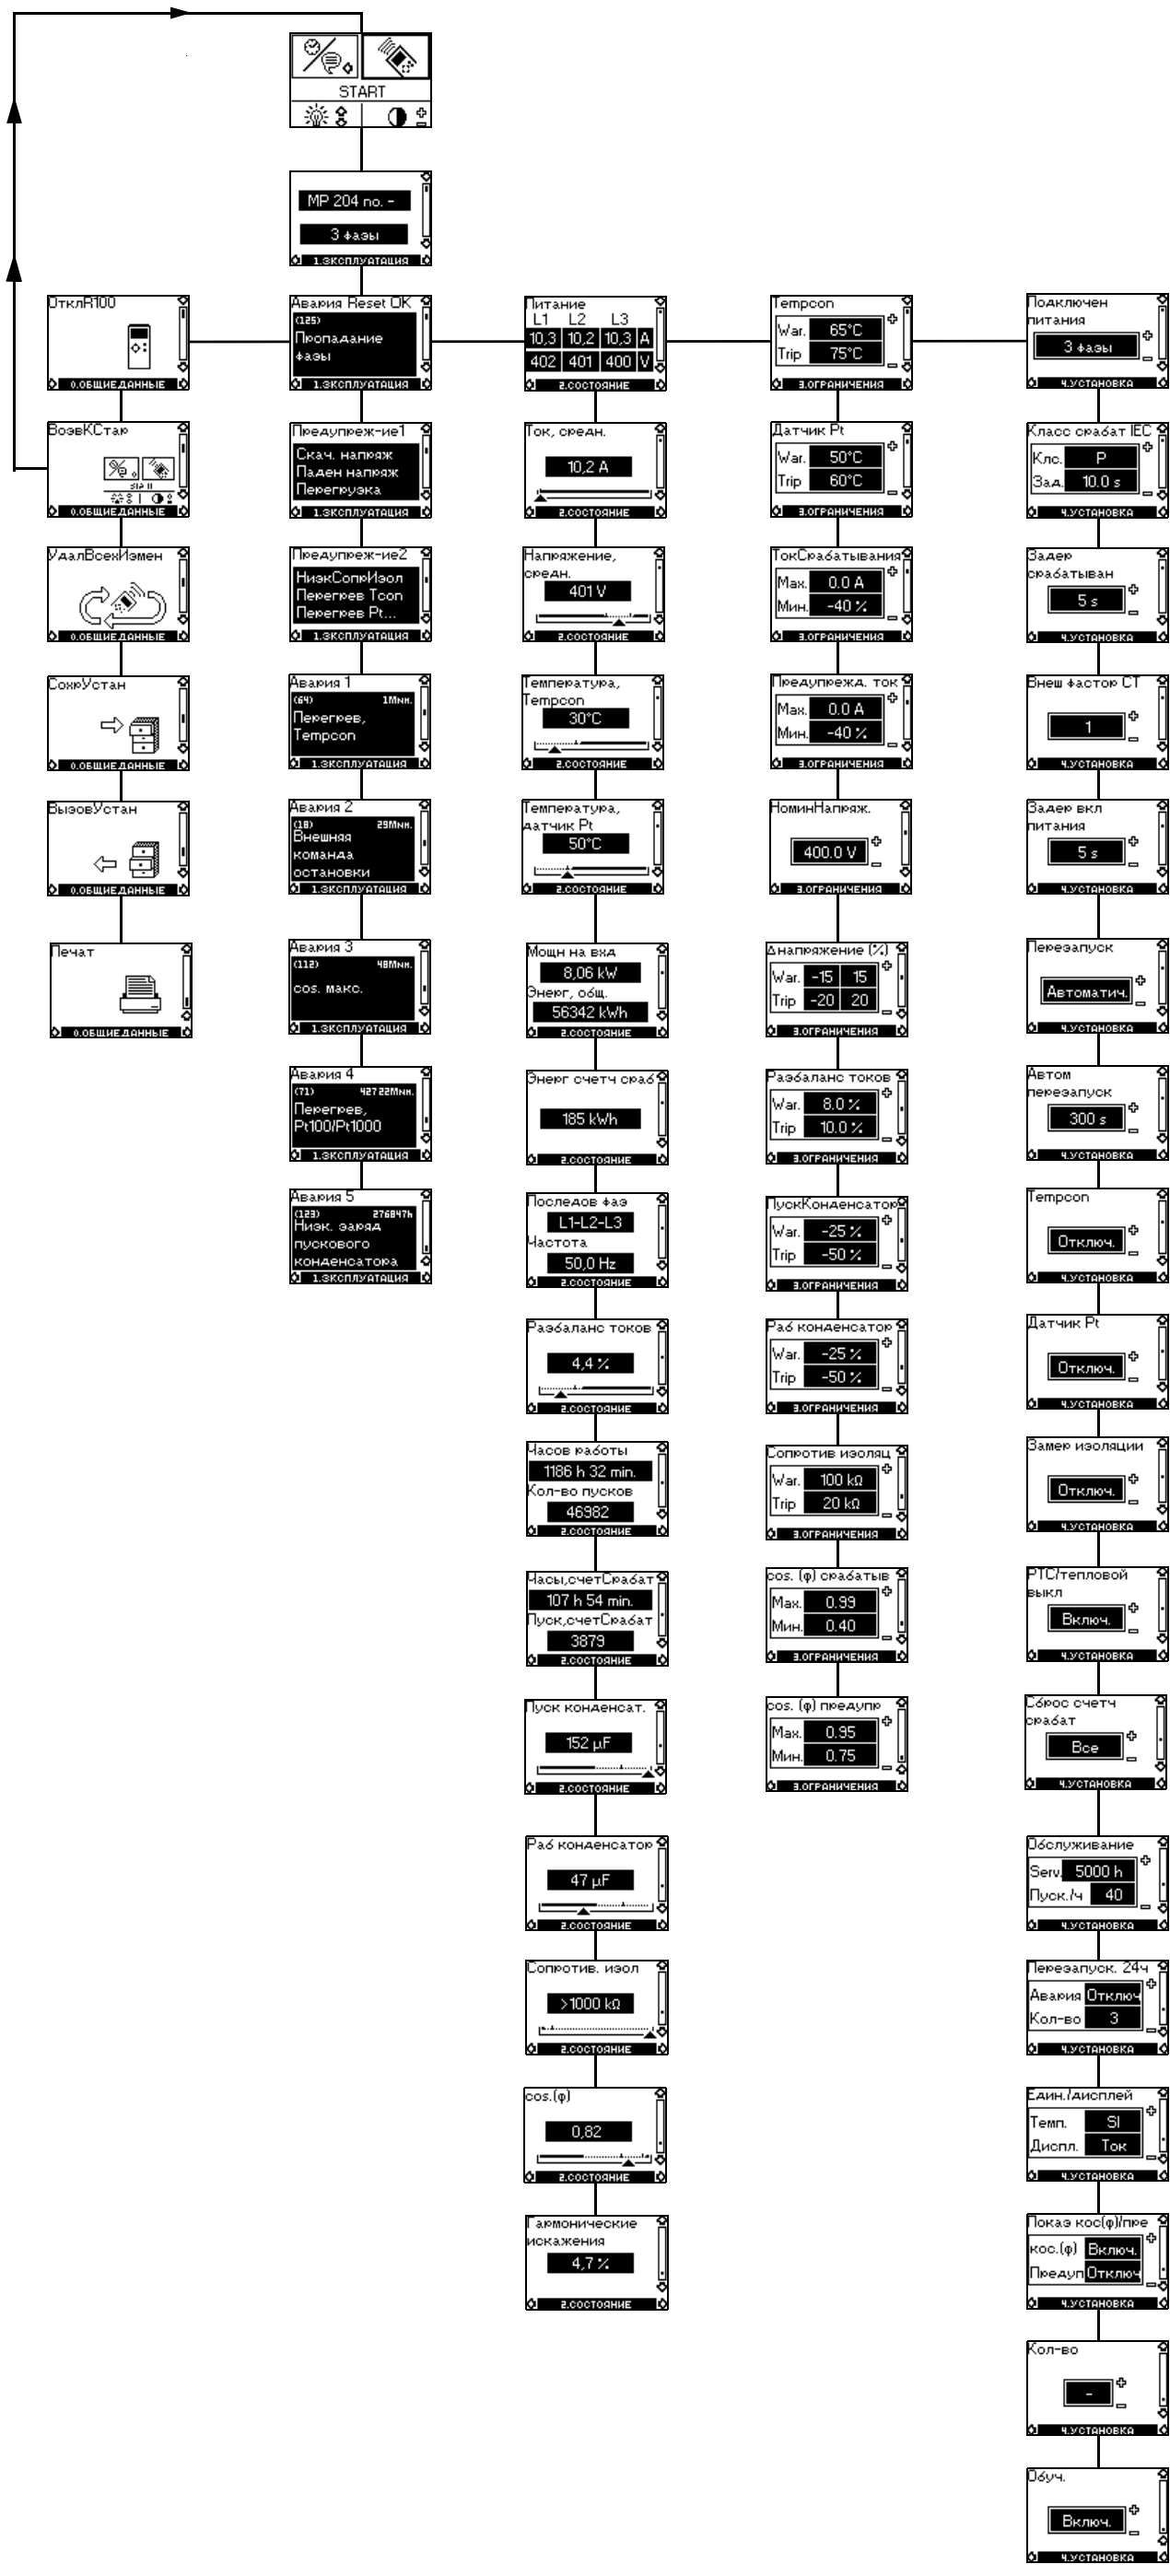 START
MP 204 no. -
3 фазы
1.ЭКСПЛУАТАЦИЯ
ОтклR100
0.ОБЩИЕДАННЫЕ
ВозвКСтар
START
0.ОБЩИЕДАННЫЕ
УдалВсехИзмен
0.ОБЩИЕДАННЫЕ
СохрУстан
0.ОБЩИЕДАННЫЕ
ВызовУстан
0.ОБЩИЕДАННЫЕ
Печат
0.ОБЩИЕДАННЫЕ
Авария Reset OK
(125)
Пропадание
фазы
1.ЭКСПЛУАТАЦИЯ
Предупреж-ие1
Скач. напряж
Паден напряж
Перегрузка
1.ЭКСПЛУАТАЦИЯ
Предупреж-ие2
НизкСопрИзол
Перегрев Tcon
Перегрев Pt...
1.ЭКСПЛУАТАЦИЯ
Авария 1
(64) 1Мин.
Перегрев,
Tempcon
1.ЭКСПЛУАТАЦИЯ
Авария 2
(18) 29Мин.
Внешняя
команда
остановки
1.ЭКСПЛУАТАЦИЯ
Авария 3
(112) 48Мин.
cos. макс.
1.ЭКСПЛУАТАЦИЯ
Авария 4
(71) 42722Мин.
Перегрев,
Pt100/Pt1000
1.ЭКСПЛУАТАЦИЯ
Авария 5
(123) 276847h
Низк. заряд
пускового
конденсатора
1.ЭКСПЛУАТАЦИЯ
Питание
L1 L2 L3
10,3 10,2 10,3 A
402 401 400 V
2.СОСТОЯНИЕ
Ток, средн.
10,2 A
2.СОСТОЯНИЕ
Напряжение,
средн.
401 V
2.СОСТОЯНИЕ
Температура,
Tempcon
30°C
2.СОСТОЯНИЕ
Температура,
датчик Pt
50°C
2.СОСТОЯНИЕ
Мощн на вхд
8,06 kW
Энерг, общ.
56342 kWh
2.СОСТОЯНИЕ
Энерг счетч сраб
185 kWh
2.СОСТОЯНИЕ
Последов фаз
L1-L2-L3
Частота
50,0 Hz
2.СОСТОЯНИЕ
Разбаланс токов
4,4 %
2.СОСТОЯНИЕ
Часов работы
1186 h 32 min.
Кол-во пусков
46982
2.СОСТОЯНИЕ
Часы,счетСрабат
107 h 54 min.
Пуск,счетСрабат
3879
2.СОСТОЯНИЕ
Пуск конденсат.
152 µF
2.СОСТОЯНИЕ
Раб конденсатор
47 µF
2.СОСТОЯНИЕ
Сопротив. изол
>1000 kΩ
2.СОСТОЯНИЕ
cos.(φ)
0,82
2.СОСТОЯНИЕ
Гармонические
искажения
4,7 %
2.СОСТОЯНИЕ
Tempcon
War. 65°C
Trip 75°C
3.ОГРАНИЧЕНИЯ
Датчик Pt
War. 50°C
Trip 60°C
3.ОГРАНИЧЕНИЯ
ТокСрабатывания
Мах. 0.0 A
Мин. -40 %
3.ОГРАНИЧЕНИЯ
Предупрежд. ток
Мах. 0.0 A
Мин. -40 %
3.ОГРАНИЧЕНИЯ
НоминНапряж.
400.0 V
3.ОГРАНИЧЕНИЯ
Днапряжение (%)
War. -15 15
Trip -20 20
3.ОГРАНИЧЕНИЯ
Разбаланс токов
War. 8.0 %
Trip 10.0 %
3.ОГРАНИЧЕНИЯ
ПускКонденсатор
War. -25 %
Trip -50 %
3.ОГРАНИЧЕНИЯ
Раб конденсатор
War. -25 %
Trip -50 %
3.ОГРАНИЧЕНИЯ
Сопротив изоляц
War. 100 kΩ
Trip 20 kΩ
3.ОГРАНИЧЕНИЯ
cos. (φ) срабатыв
Мах. 0.99
Мин. 0.40
3.ОГРАНИЧЕНИЯ
cos. (φ) предупр
Мах. 0.95
Мин. 0.75
3.ОГРАНИЧЕНИЯ
Подключен
питания
3 фазы
4.УСТАНОВКА
Класс срабат IEC
Клс. P
Зад. 10.0 s
4.УСТАНОВКА
Задер
срабатыван
5 s
4.УСТАНОВКА
Внеш фактор СТ
1
4.УСТАНОВКА
Задер вкл
питания
5 s
4.УСТАНОВКА
Перезапуск
Автоматич.
4.УСТАНОВКА
Автом
перезапуск
300 s
4.УСТАНОВКА
Tempcon
Отключ.
4.УСТАНОВКА
Датчик Pt
Отключ.
4.УСТАНОВКА
Замер изоляции
Отключ.
4.УСТАНОВКА
РТС/тепловой
выкл
Включ.
4.УСТАНОВКА
Сброс счетч
срабат
Все
4.УСТАНОВКА
Обслуживание
Serv. 5000 h
Пуск./ч 40
4.УСТАНОВКА
Перезапуск. 24ч
Авария Отключ
Кол-во 3
4.УСТАНОВКА
Един./дисплей
Темп. SI
Диспл. Ток
4.УСТАНОВКА
Показ кос(φ)/пре
кос.(φ) Включ.
Предуп Отключ
4.УСТАНОВКА
Кол-во
-
4.УСТАНОВКА
Обуч.
Включ.
4.УСТАНОВКА